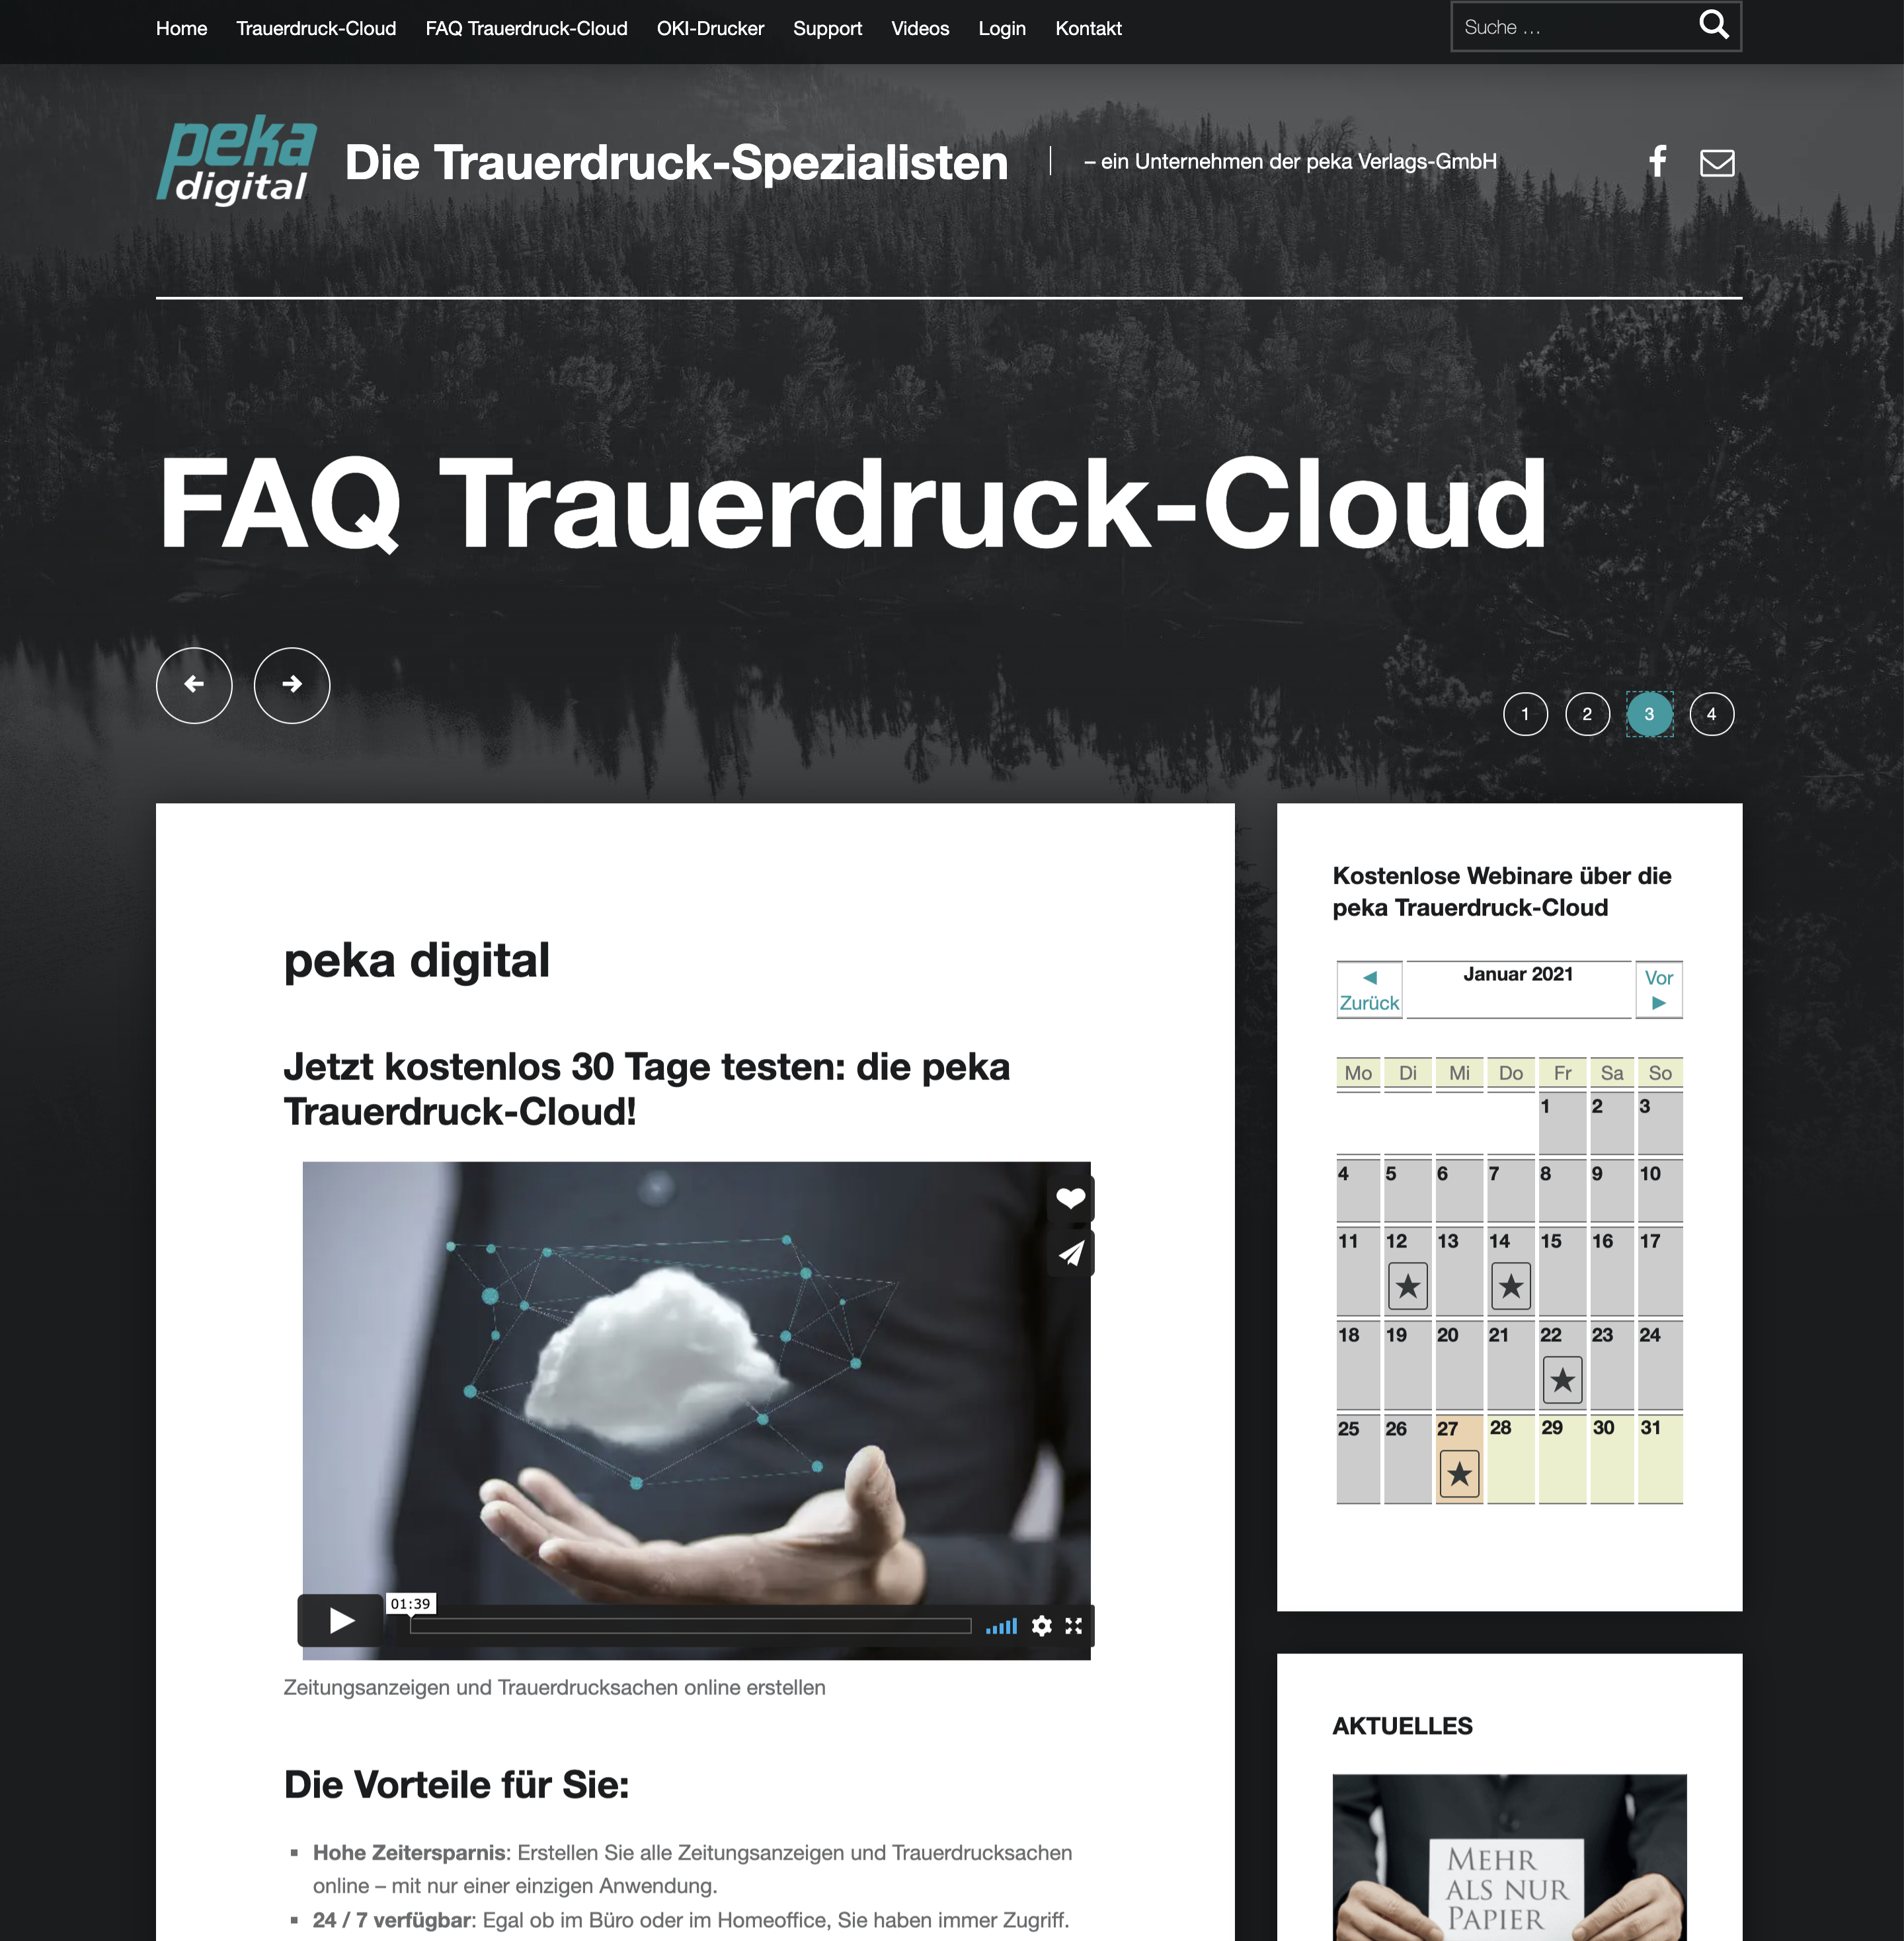 Home Trauerdruck-Cloud FAQ Trauerdruck-Cloud OKI-Drucker Support Videos Login Kontakt Suche ...
peka
digital
Die Trauerdruck-Spezialisten – ein Unternehmen der peka Verlags-GmbH
FAQ Trauerdruck-Cloud
1 2 3 4
peka digital
Jetzt kostenlos 30 Tage testen: die peka
Trauerdruck-Cloud!
01:39
Zeitungsanzeigen und Trauerdrucksachen online erstellen
Die Vorteile für Sie:
Hohe Zeitersparnis: Erstellen Sie alle Zeitungsanzeigen und Trauerdrucksachen
online – mit nur einer einzigen Anwendung.
24 / 7 verfügbar: Egal ob im Büro oder im Homeoffice, Sie haben immer Zugriff.
Kostenlose Webinare über die
peka Trauerdruck-Cloud
◄ Zurück
Januar 2021
Vor ►
Mo Di Mi Do Fr Sa So
1 2 3
4 5 6 7 8 9 10
11 12 13 14 15 16 17
18 19 20 21 22 23 24
25 26 27 28 29 30 31
AKTUELLES
MEHR
ALS NUR
PAPIER